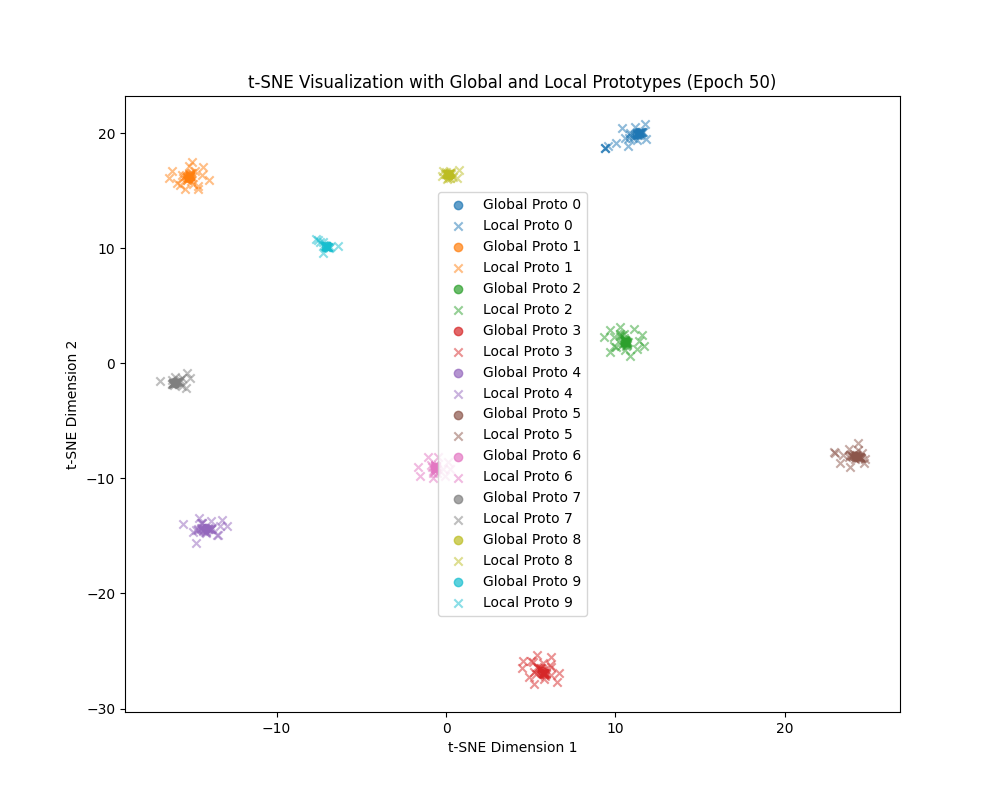 t-SNE Visualization with Global and Local Prototypes (Epoch 50)
20
10
0
−10
−20
−30
t-SNE Dimension 2
Global Proto 0
Local Proto 0
Global Proto 1
Local Proto 1
Global Proto 2
Local Proto 2
Global Proto 3
Local Proto 3
Global Proto 4
Local Proto 4
Global Proto 5
Local Proto 5
Global Proto 6
Local Proto 6
Global Proto 7
Local Proto 7
Global Proto 8
Local Proto 8
Global Proto 9
Local Proto 9
−10 0 10 20
t-SNE Dimension 1